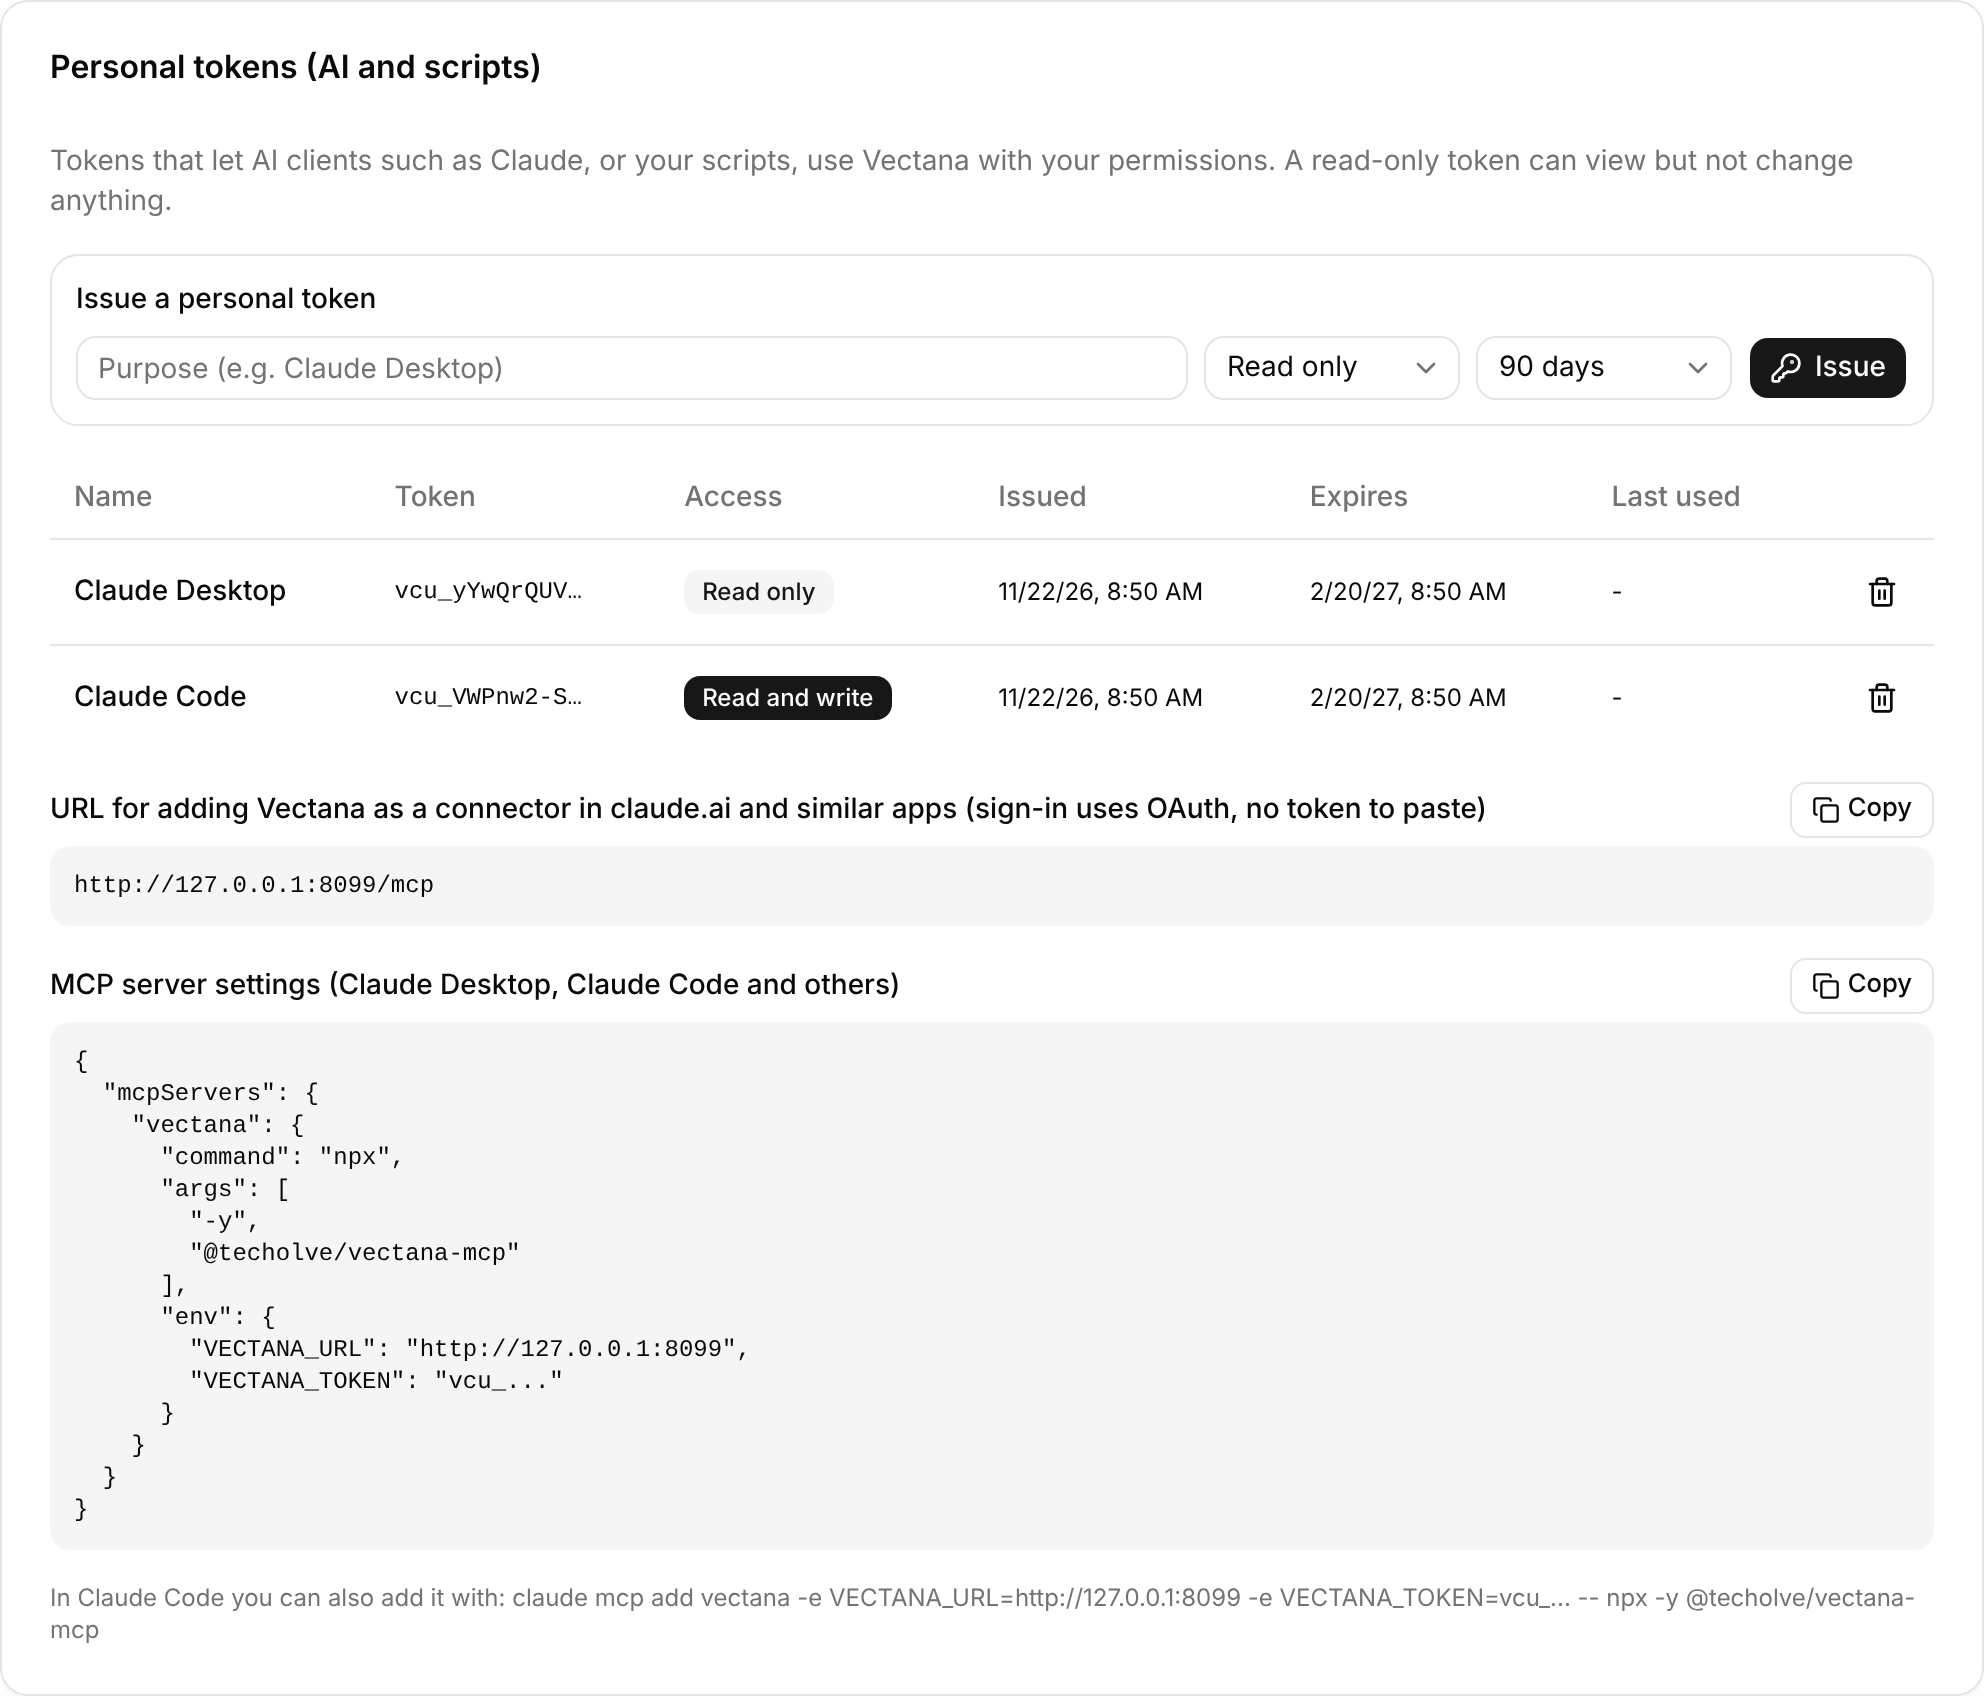 Personal tokens (AI and scripts)
Tokens that let AI clients such as Claude, or your scripts, use Vectana with your permissions. A read-only token can view but not change
anything.
Issue a personal token
Purpose (e.g. Claude Desktop) Read only 90 days Issue
Name Token Access Issued Expires Last used
Claude Desktop vcu_yYwQrQUV… Read only 11/22/26, 8:50 AM 2/20/27, 8:50 AM -
Claude Code vcu_VWPnw2-S… Read and write 11/22/26, 8:50 AM 2/20/27, 8:50 AM -
URL for adding Vectana as a connector in claude.ai and similar apps (sign-in uses OAuth, no token to paste) Copy
http://127.0.0.1:8099/mcp
MCP server settings (Claude Desktop, Claude Code and others) Copy
{
  "mcpServers": {
    "vectana": {
      "command": "npx",
      "args": [
        "-y",
        "@techolve/vectana-mcp"
      ],
      "env": {
        "VECTANA_URL": "http://127.0.0.1:8099",
        "VECTANA_TOKEN": "vcu_..."
      }
    }
  }
}
In Claude Code you can also add it with: claude mcp add vectana -e VECTANA_URL=http://127.0.0.1:8099 -e VECTANA_TOKEN=vcu_... -- npx -y @techolve/vectana-
mcp